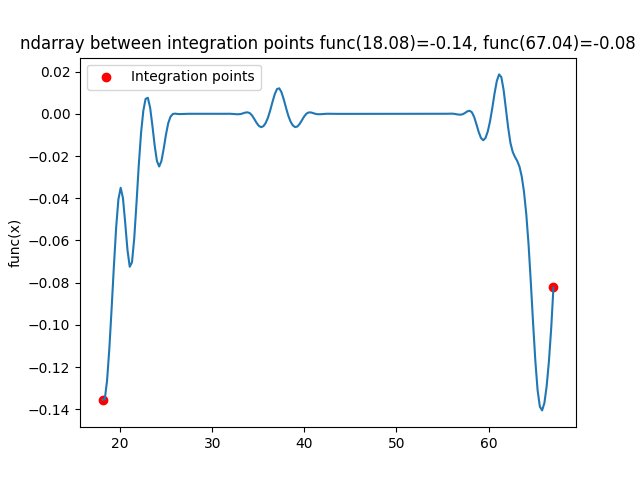 ndarray between integration points func(18.08)=-0.14, func(67.04)=-0.08
Integration points
0.02
0.00
−0.02
−0.04
−0.06
−0.08
−0.10
−0.12
−0.14
func(x)
20 30 40 50 60